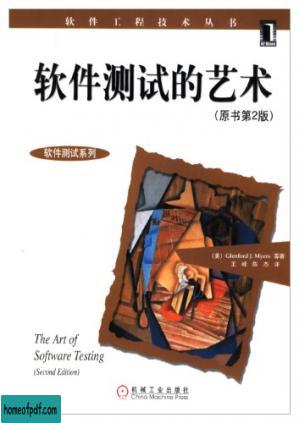 软件工程技术丛书
软件测试的艺术
(原书第2版)
软件测试系列
(美) Glenford J. Myers 等著
王峰 陈杰 译
The Art of
Software Testing
(Second Edition)
机械工业出版社
China Machine Press
homeofpdf.com